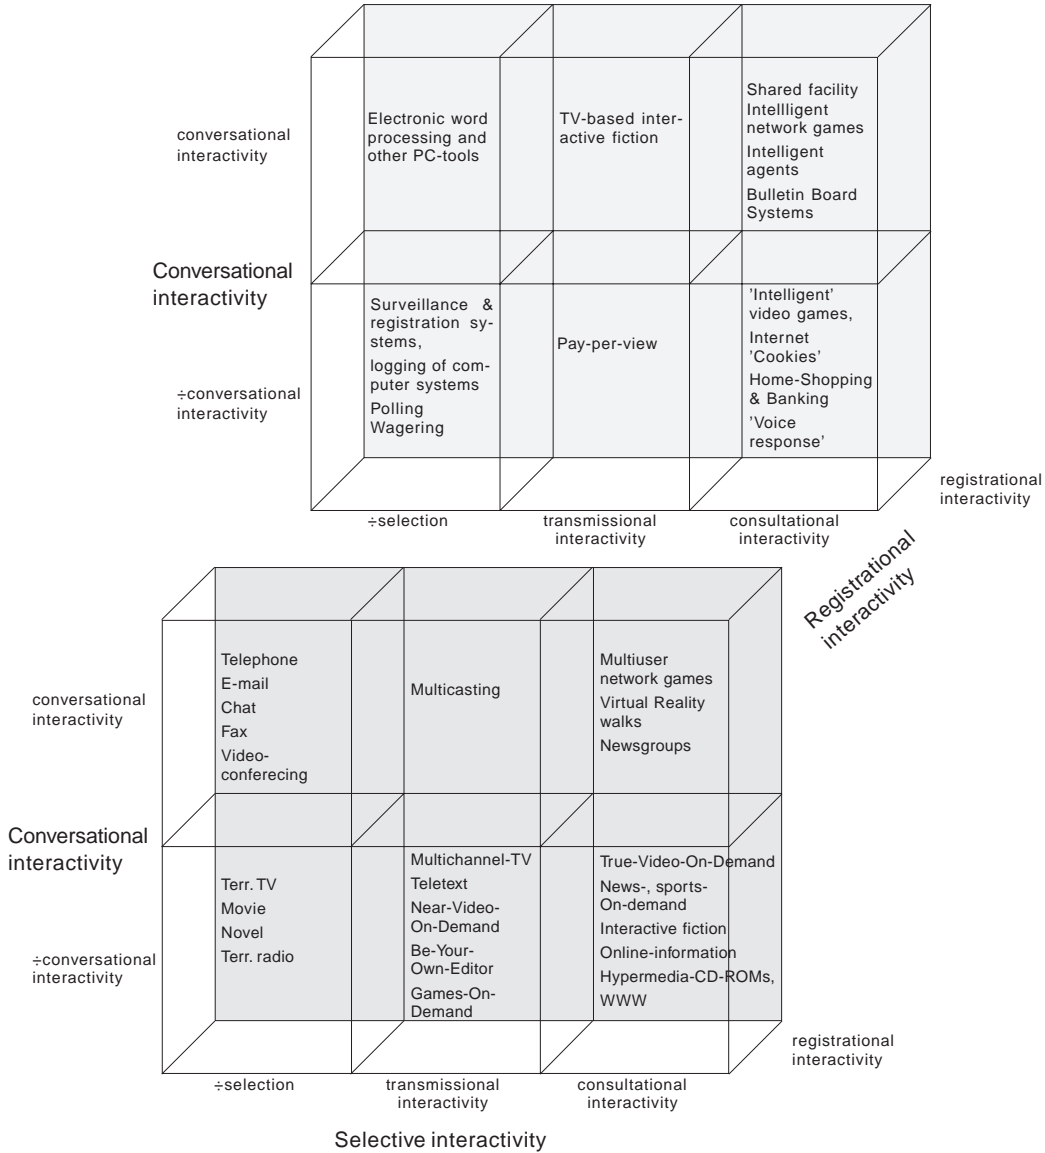 conversational
interactivity
Electronic word
processing and
other PC-tools
TV-based inter-
active fiction
Shared facility
Intellligent
network games
Intelligent
agents
Bulletin Board
Systems
Conversational
interactivity
÷conversational
interactivity
Surveillance &
registration sy-
stems,
logging of com-
puter systems
Polling
Wagering
Pay-per-view
'Intelligent'
video games,
Internet
'Cookies'
Home-Shopping
& Banking
'Voice
response'
registrational
interactivity
÷selection
transmissional
interactivity
consultational
interactivity
Registrational
interactivity
conversational
interactivity
Telephone
E-mail
Chat
Fax
Video-
conferecing
Multicasting
Multiuser
network games
Virtual Reality
walks
Newsgroups
Conversational
interactivity
÷conversational
interactivity
Terr. TV
Movie
Novel
Terr. radio
Multichannel-TV
Teletext
Near-Video-
On-Demand
Be-Your-
Own-Editor
Games-On-
Demand
True-Video-On-Demand
News-, sports-
On-demand
Interactive fiction
Online-information
Hypermedia-CD-ROMs,
WWW
registrational
interactivity
÷selection
transmissional
interactivity
consultational
interactivity
Selective interactivity